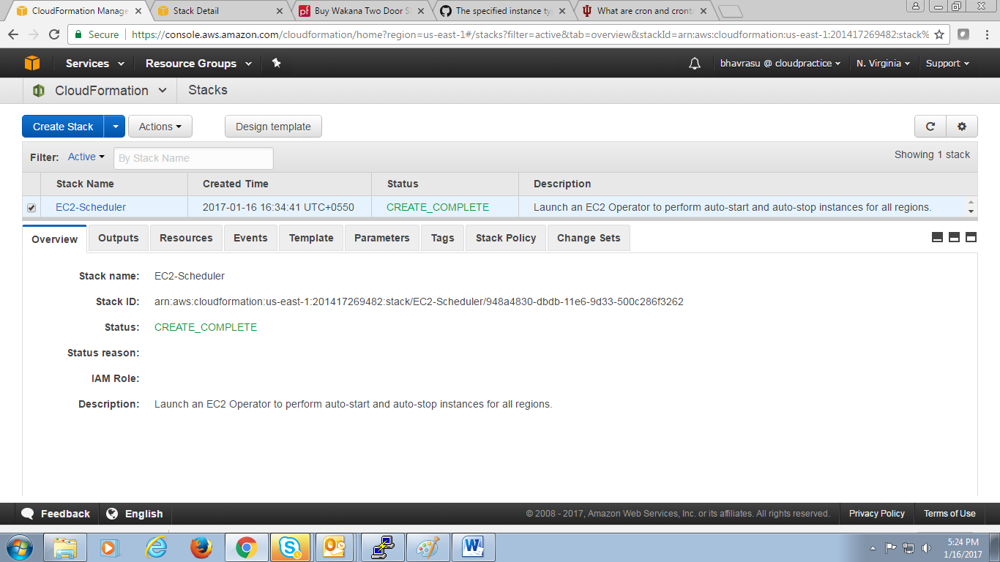 CloudFormation Manage
Stack Detail
Buy Wakana Two Door S
The specified instance ty
What are cron and cront
Secure
https://console.aws.amazon.com/cloudformation/home?region=us-east-1#/stacks?filter=active&tab=overview&stackId=arn:aws:cloudformation:us-east-1:201417269482:stack%
Services
Resource Groups
bhavrasu @ cloudpractice
N. Virginia
Support
CloudFormation
Stacks
Create Stack
Actions
Design template
Filter: Active
By Stack Name
Showing 1 stack
Stack Name Created Time Status Description
EC2-Scheduler 2017-01-16 16:34:41 UTC+0550 CREATE_COMPLETE Launch an EC2 Operator to perform auto-start and auto-stop instances for all regions.
Overview Outputs Resources Events Template Parameters Tags Stack Policy Change Sets
Stack name: EC2-Scheduler
Stack ID: arn:aws:cloudformation:us-east-1:201417269482:stack/EC2-Scheduler/948a4830-dbdb-11e6-9d33-500c286f3262
Status: CREATE_COMPLETE
Status reason:
IAM Role:
Description: Launch an EC2 Operator to perform auto-start and auto-stop instances for all regions.
Feedback
English
© 2008 - 2017, Amazon Web Services, Inc. or its affiliates. All rights reserved.
Privacy Policy
Terms of Use
5:24 PM
1/16/2017